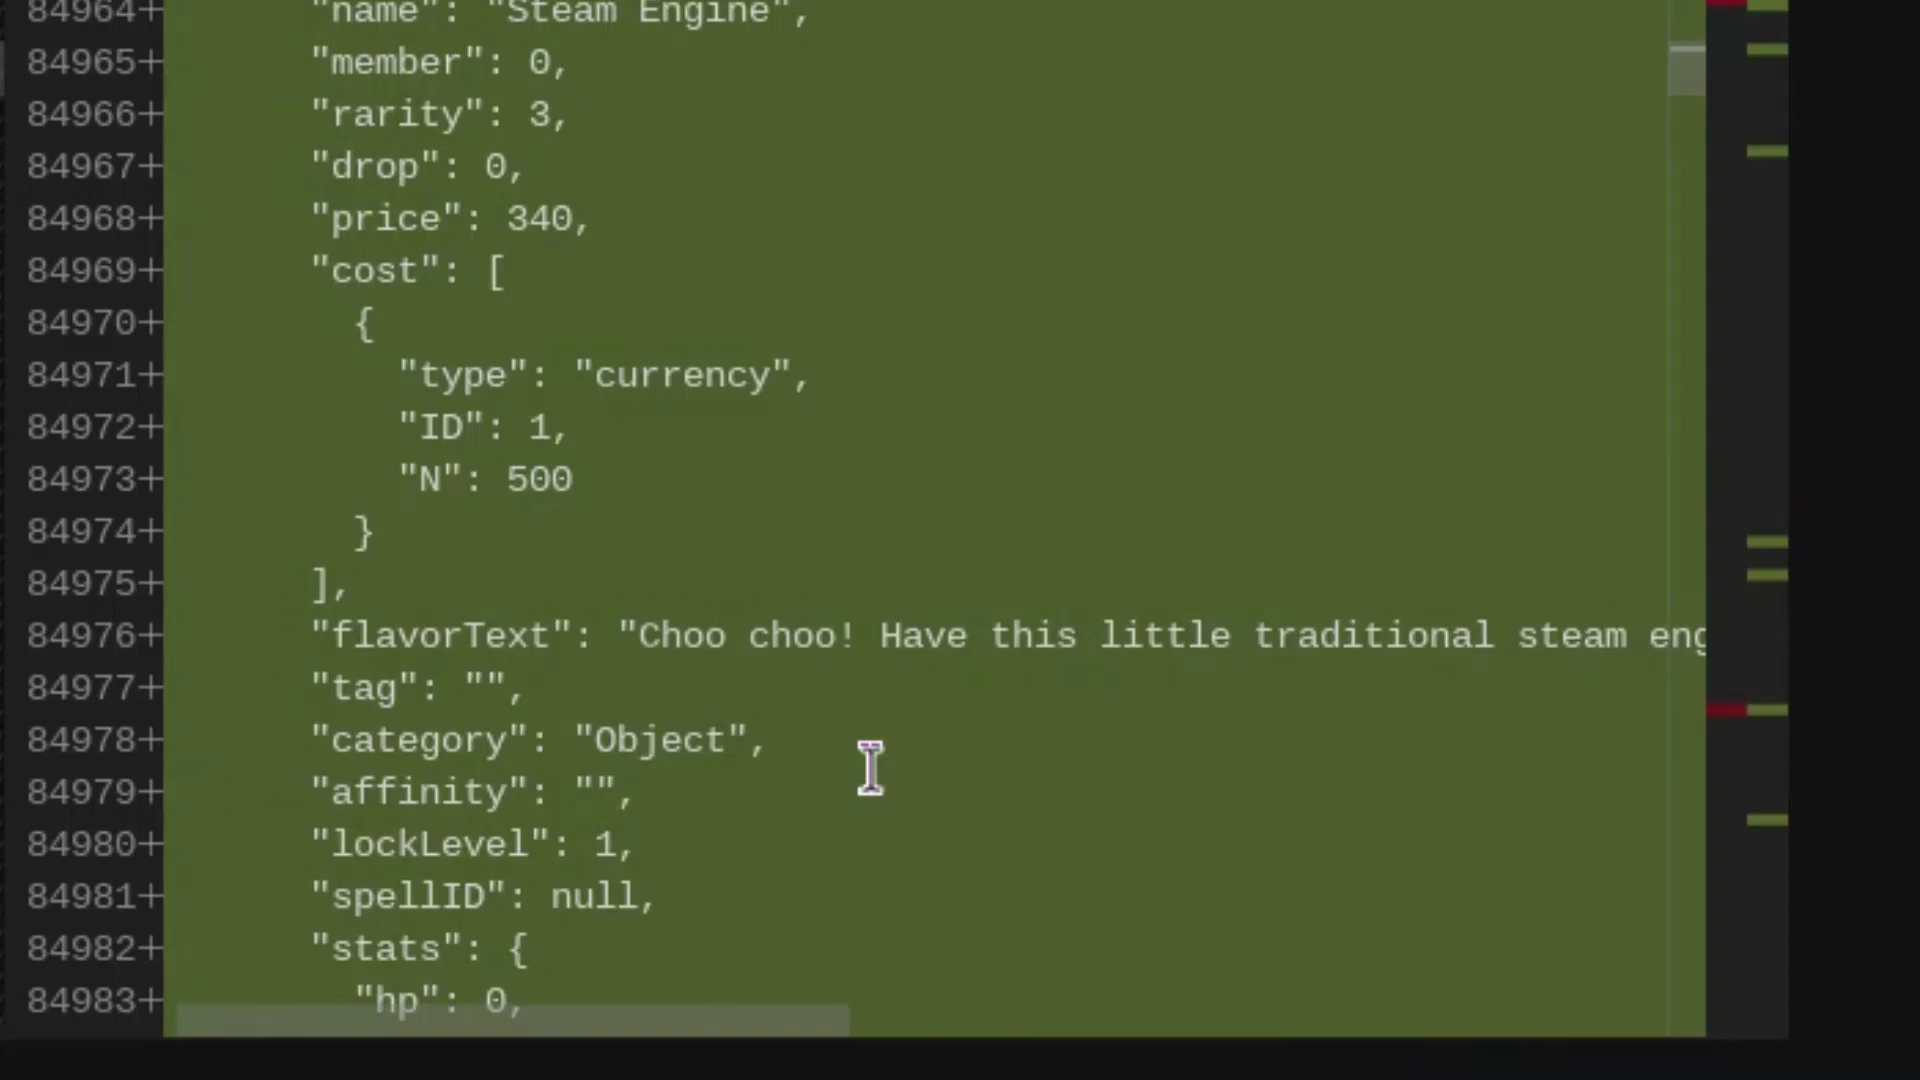 84964+ "name": "Steam Engine",
84965+ "member": 0,
84966+ "rarity": 3,
84967+ "drop": 0,
84968+ "price": 340,
84969+ "cost": [
84970+ {
84971+ "type": "currency",
84972+ "ID": 1,
84973+ "N": 500
84974+ }
84975+ ],
84976+ "flavorText": "Choo choo! Have this little traditional steam eng
84977+ "tag": "",
84978+ "category": "Object",
84979+ "affinity": "",
84980+ "lockLevel": 1,
84981+ "spellID": null,
84982+ "stats": {
84983+ "hp": 0,